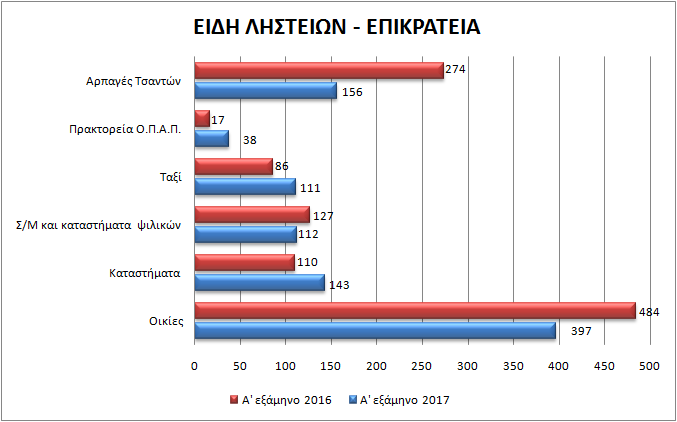 ΕΙΔΗ ΛΗΣΤΕΙΩΝ - ΕΠΙΚΡΑΤΕΙΑ
Αρπαγές Τσαντών
274
156
Πρακτορεία Ο.Π.Α.Π.
17
38
Ταξί
86
111
Σ/Μ και καταστήματα ψιλικών
127
112
Καταστήματα
110
143
Οικίες
484
397
0 50 100 150 200 250 300 350 400 450 500
Α' εξάμηνο 2016 Α' εξάμηνο 2017